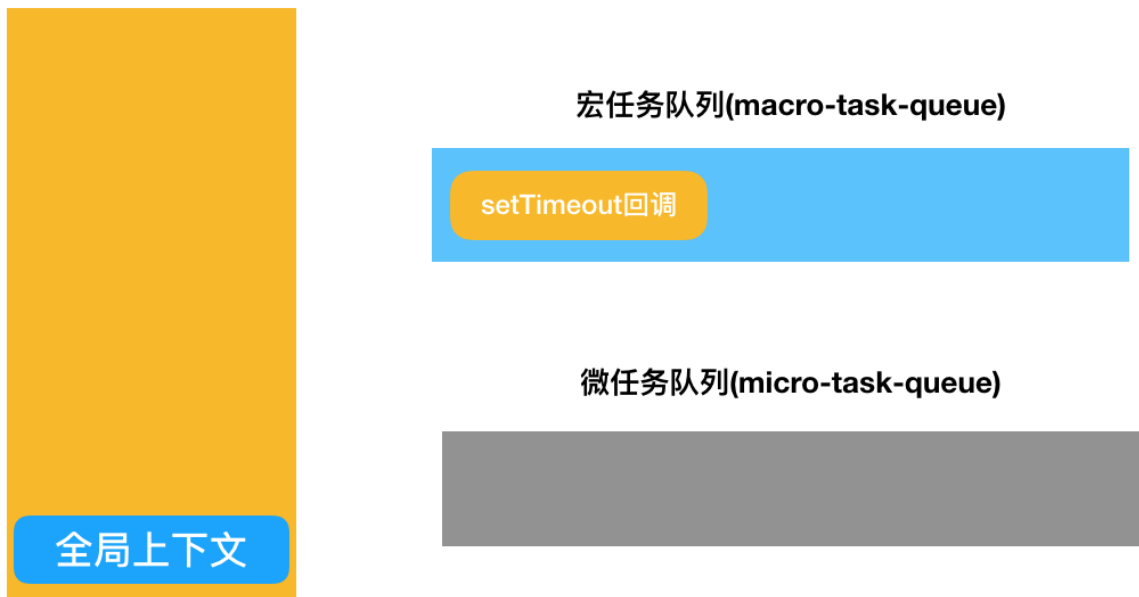 宏任务队列(macro-task-queue)
setTimeout回调
微任务队列(micro-task-queue)
全局上下文